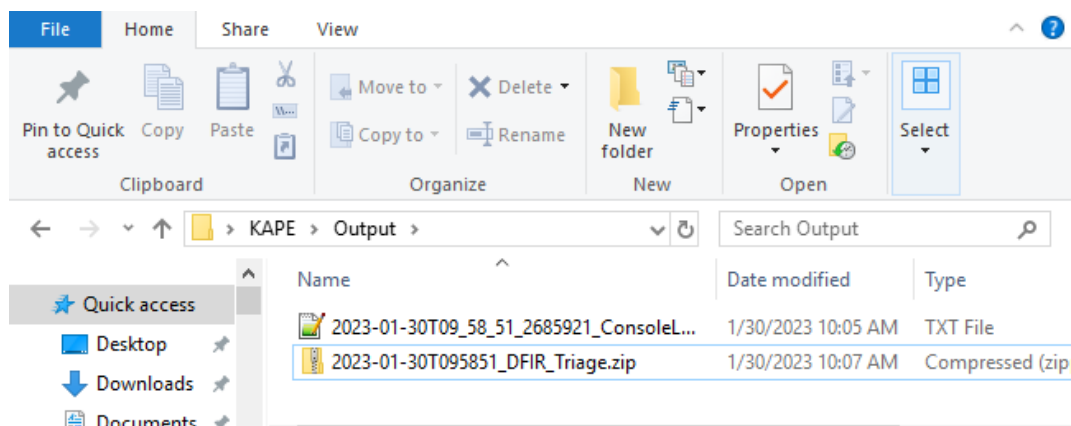 File Home Share View
Pin to Quick access Copy Paste
Move to Delete
Copy to Rename
New folder
Properties
Select
Clipboard Organize New Open
KAPE > Output > Search Output
Name Date modified Type
Quick access
2023-01-30T09_58_51_2685921_ConsoleL... 1/30/2023 10:05 AM TXT File
Desktop
2023-01-30T095851_DFIR_Triage.zip 1/30/2023 10:07 AM Compressed (zip
Downloads
Documents